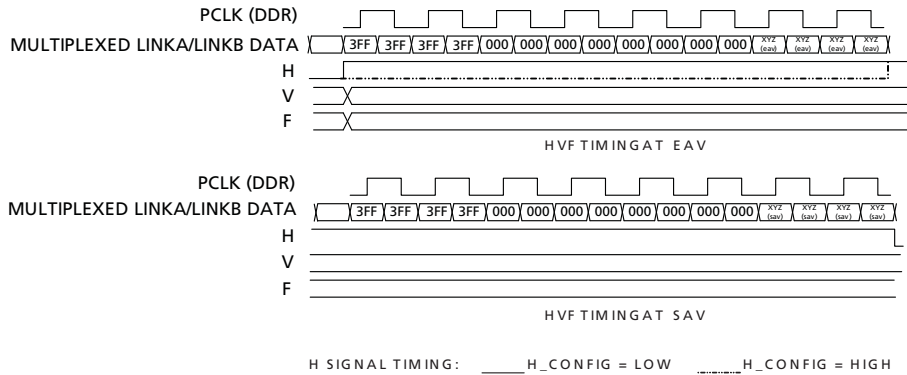 PCLK (DDR)
MULTIPLEXED LINKA/LINKB DATA 3FF 3FF 3FF 3FF 000 000 000 000 000 000 000 000 XYZ (eav) XYZ (eav) XYZ (eav) XYZ (eav)
H
V
F
HVF TIMINGAT EAV
PCLK (DDR)
MULTIPLEXED LINKA/LINKB DATA 3FF 3FF 3FF 3FF 000 000 000 000 000 000 000 000 XYZ (sav) XYZ (sav) XYZ (sav) XYZ (sav)
H
V
F
HVF TIMINGAT SAV
H SIGNAL TIMING: H_CONFIG = LOW H_CONFIG = HIGH